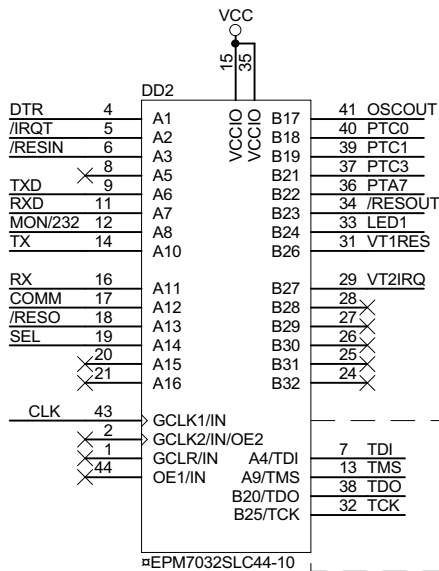 VCC
15 35
DD2
VCCIO VCCIO
DTR 4 A1 B17 41 OSCOUT
/IRQT 5 A2 B18 40 PTC0
/RESIN 6 A3 B19 39 PTC1
8 A5 B21 37 PTC3
TXD 9 A6 B22 36 PTA7
RXD 11 A7 B23 34 /RESOUT
MON/232 12 A8 B24 33 LED1
TX 14 A10 B26 31 VT1RES
RX 16 A11 B27 29 VT2IRQ
COMM 17 A12 B28 28
/RESO 18 A13 B29 27
SEL 19 A14 B30 26
20 A15 B31 25
21 A16 B32 24
CLK 43 GCLK1/IN
2 GCLK2/IN/OE2
1 GCLR/IN A4/TDI 7 TDI
44 OE1/IN A9/TMS 13 TMS
B20/TDO 38 TDO
B25/TCK 32 TCK
¤EPM7032SLC44-10